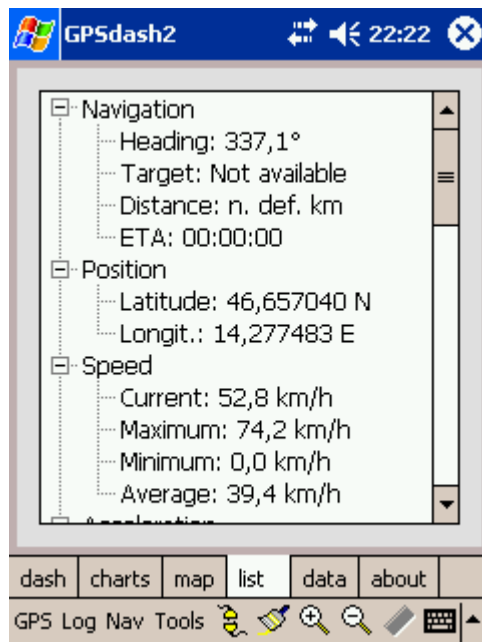 GPSdash2 22:22
Navigation
Heading: 337,1°
Target: Not available
Distance: n. def. km
ETA: 00:00:00
Position
Latitude: 46,657040 N
Longit.: 14,277483 E
Speed
Current: 52,8 km/h
Maximum: 74,2 km/h
Minimum: 0,0 km/h
Average: 39,4 km/h
Acceleration
dash charts map list data about
GPS Log Nav Tools